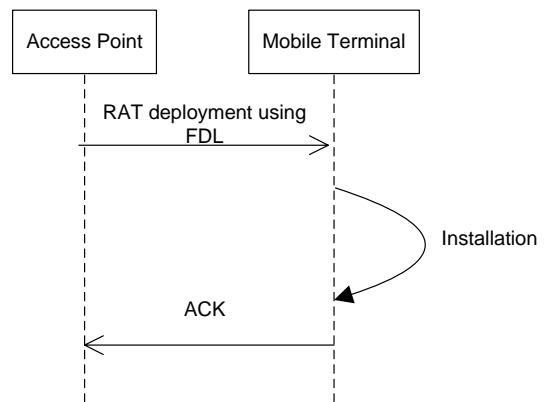 Access Point
Mobile Terminal
RAT deployment using
FDL
Installation
ACK